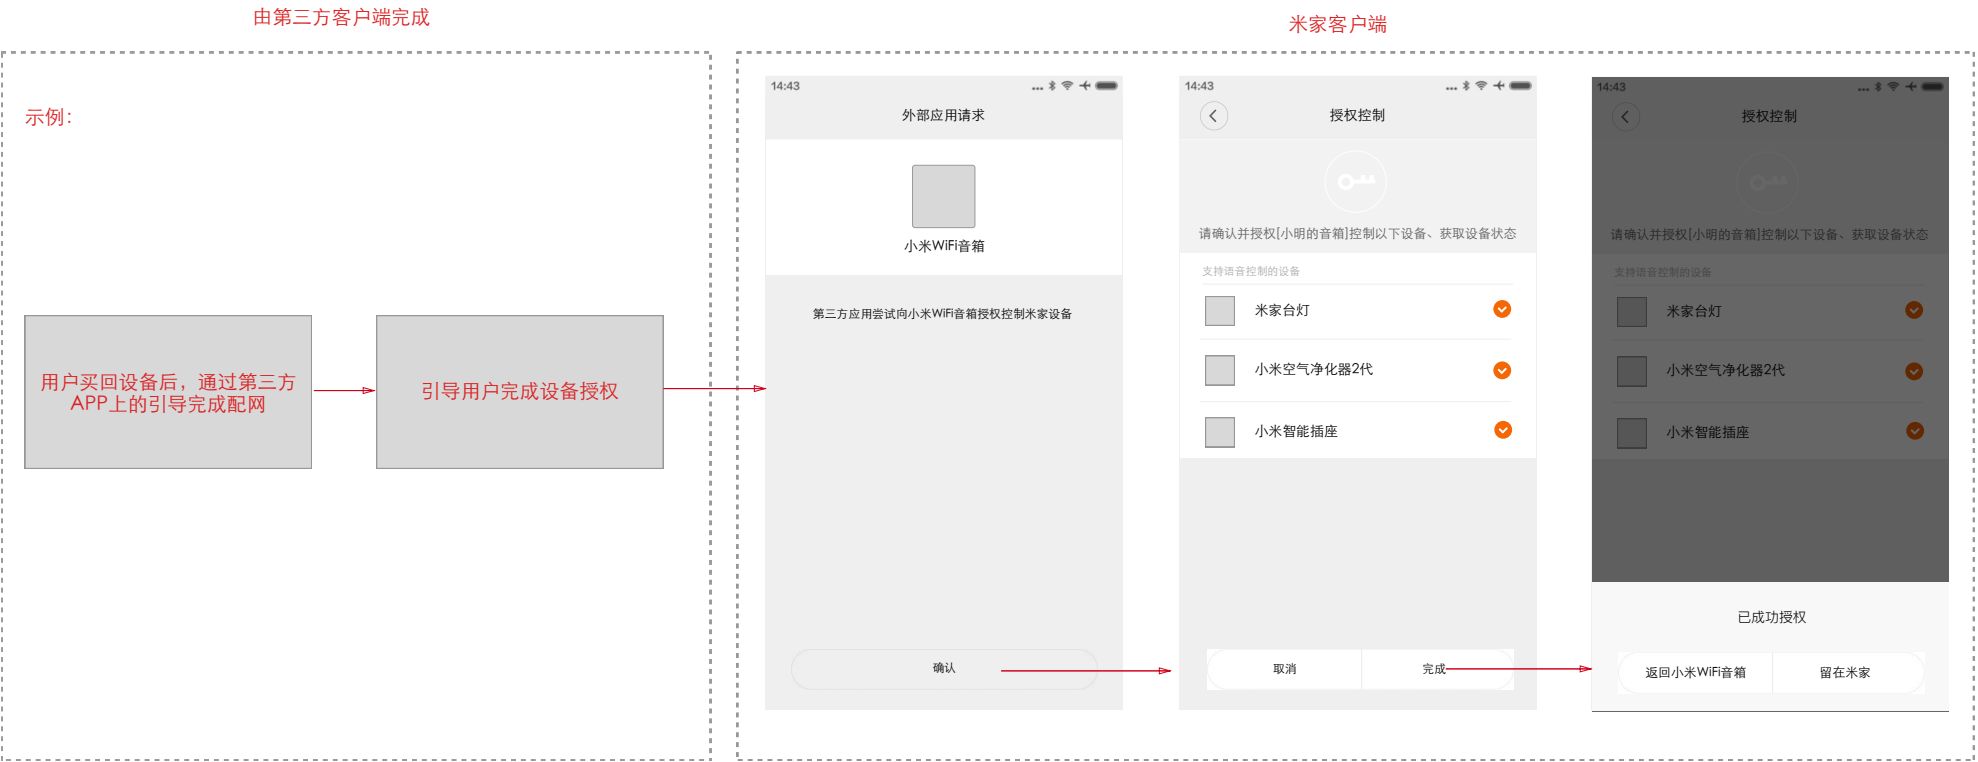 由第三方客户端完成
米家客户端
示例：
用户买回设备后，通过第三方
APP上的引导完成配网
引导用户完成设备授权
14:43
外部应用请求
小米WiFi音箱
第三方应用尝试向小米WiFi音箱授权控制米家设备
确认
14:43
授权控制
请确认并授权[小明的音箱]控制以下设备、获取设备状态
支持语音控制的设备
米家台灯
小米空气净化器2代
小米智能插座
取消
完成
14:43
授权控制
请确认并授权[小明的音箱]控制以下设备、获取设备状态
支持语音控制的设备
米家台灯
小米空气净化器2代
小米智能插座
已成功授权
返回小米WiFi音箱
留在米家